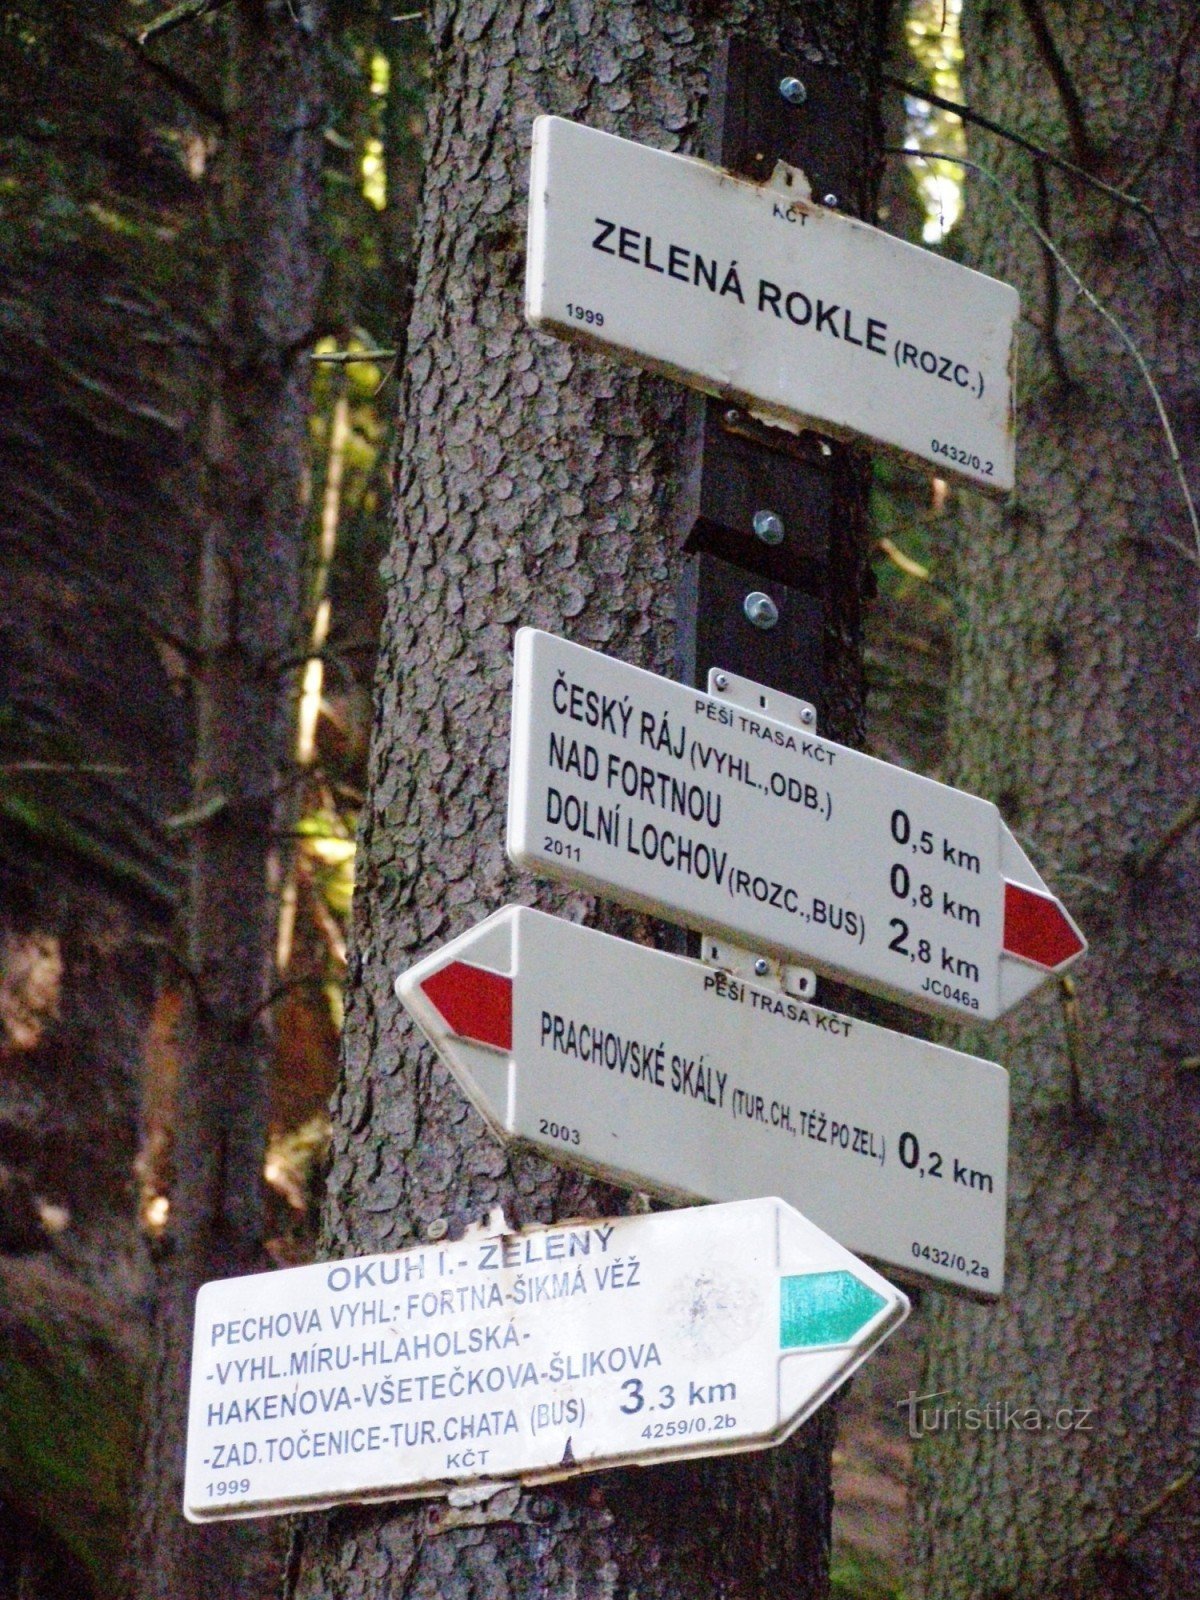 KČT
ZELENÁ ROKLE (ROZC.)
1999
0432/0,2
PĚŠÍ TRASA KČT
ČESKÝ RÁJ (VYHL.,ODB.) 0,5 km
NAD FORTNOU 0,8 km
DOLNÍ LOCHOV (ROZC.,BUS) 2,8 km
2011
JC046a
PĚŠÍ TRASA KČT
PRACHOVSKÉ SKÁLY (TUR.CH., TÉŽ PO ZEL.) 0,2 km
2003
0432/0,2a
OKUH I.- ZELENÝ
PECHOVA VYHL: FORTNA-ŠIKMÁ VĚŽ
-VYHL.MÍRU-HLAHOLSKÁ-
HAKENOVA-VŠETEČKOVA-ŠLIKOVA
-ZAD.TOČENICE-TUR.CHATA (BUS) 3.3 km
1999
KČT
4259/0,2b
Turistika.cz